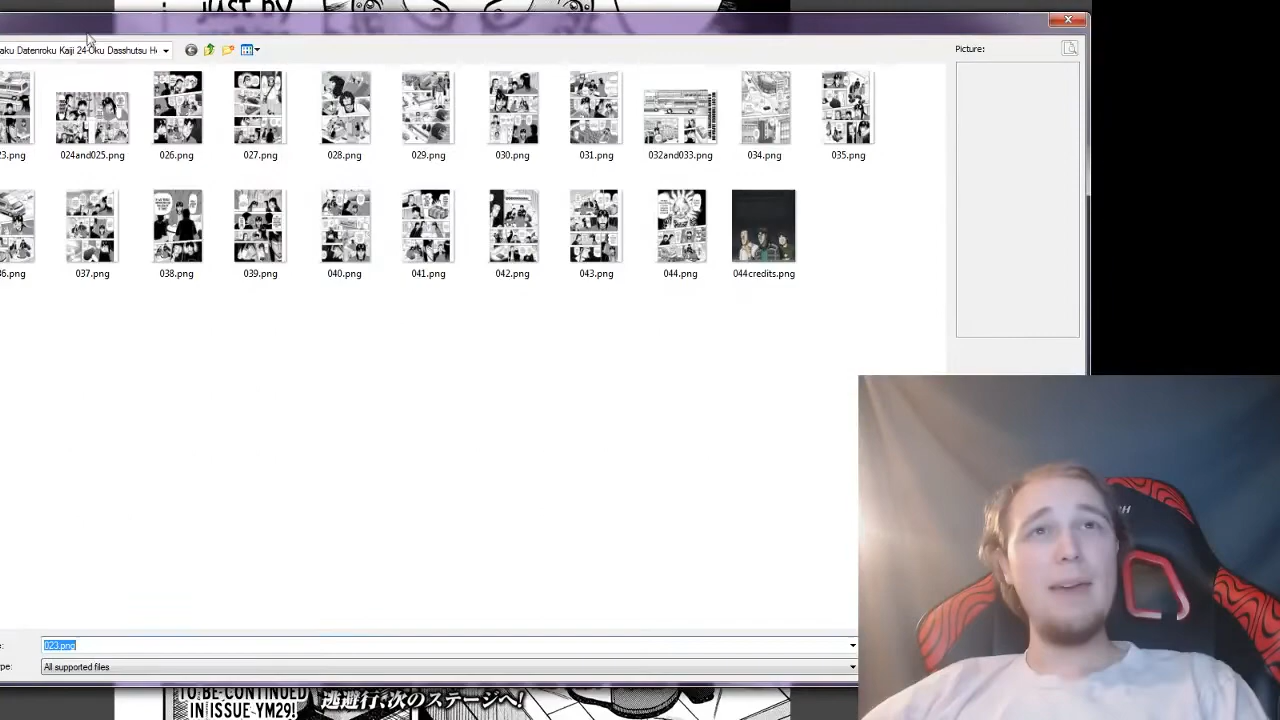 JUST BY
aku Datenroku Kaiji 24-Oku Dasshutsu H
Picture:
23.png
024and025.png
026.png
027.png
028.png
029.png
030.png
031.png
032and033.png
034.png
035.png
36.png
037.png
038.png
039.png
040.png
041.png
042.png
043.png
044.png
044credits.png
e:
023.png
pe:
All supported files
TO BE CONTINUED
IN ISSUE YM29!
逃避行、次のステージへ!